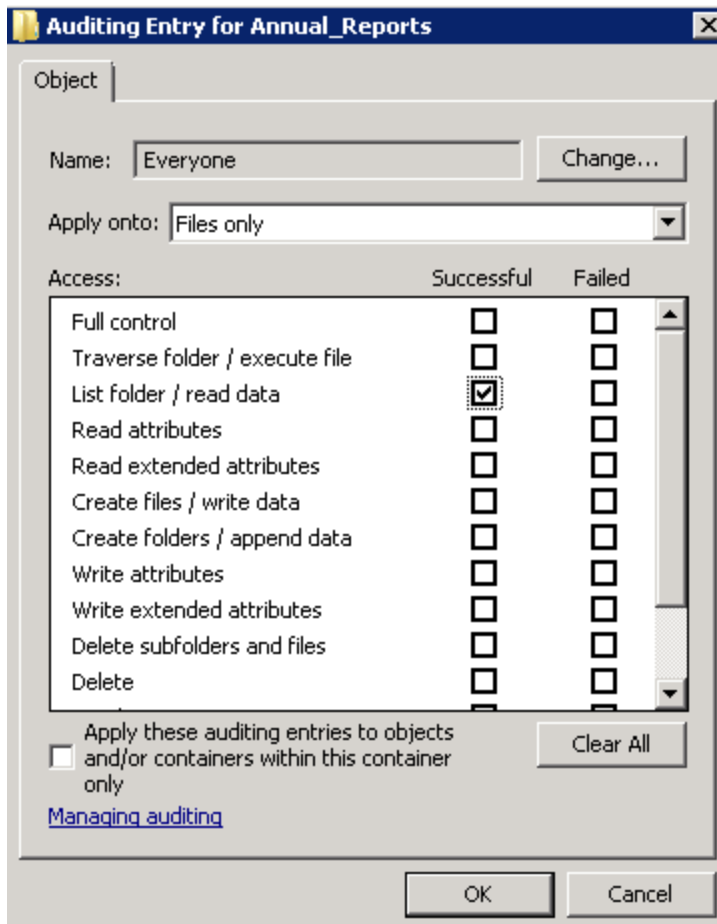 Auditing Entry for Annual_Reports
Object
Name: Everyone Change...
Apply onto: Files only
Access: Successful Failed
Full control
Traverse folder / execute file
List folder / read data
Read attributes
Read extended attributes
Create files / write data
Create folders / append data
Write attributes
Write extended attributes
Delete subfolders and files
Delete
Apply these auditing entries to objects
and/or containers within this container
only
Clear All
Managing auditing
OK Cancel